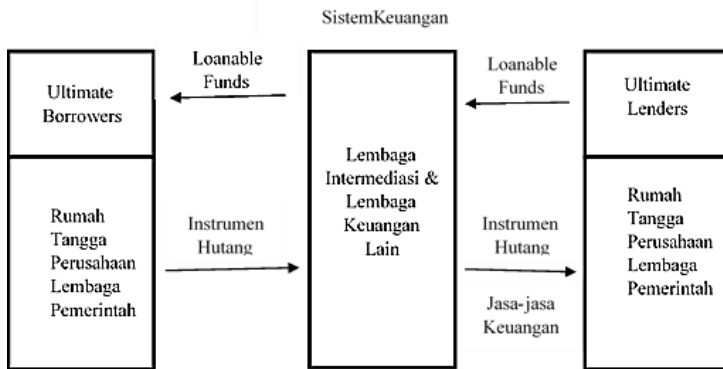 SistemKeuangan
Ultimate
Borrowers
Loanable
Funds
Loanable
Funds
Ultimate
Lenders
Rumah
Tangga
Perusahaan
Lembaga
Pemerintah
Instrumen
Hutang
Lembaga
Intermediasi &
Lembaga
Keuangan
Lain
Instrumen
Hutang
Jasa-jasa
Keuangan
Rumah
Tangga
Perusahaan
Lembaga
Pemerintah